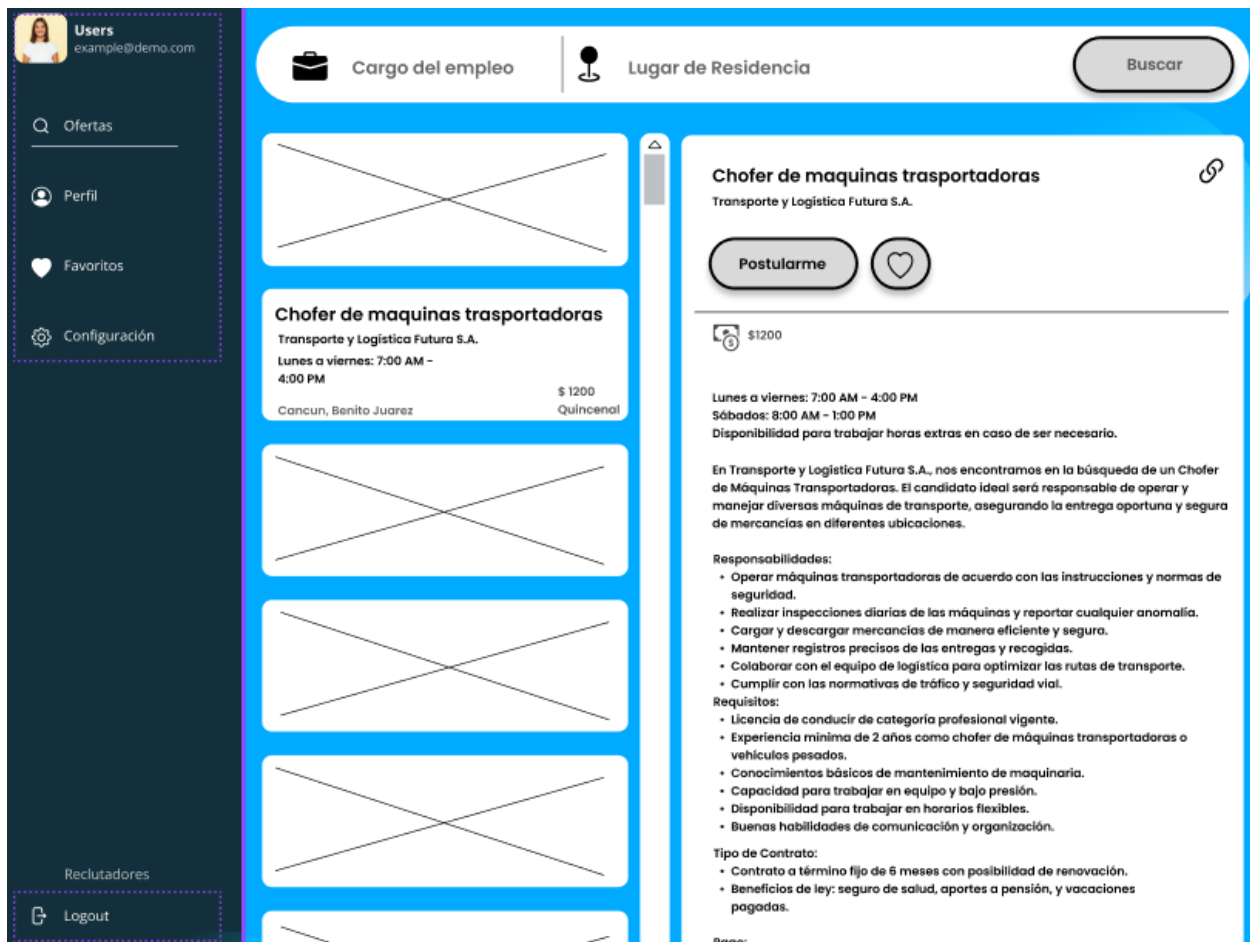 Users
example@demo.com
Ofertas
Perfil
Favoritos
Configuración
Reclutadores
Logout
Cargo del empleo
Lugar de Residencia
Buscar
Chofer de maquinas trasportadoras
Transporte y Logística Futura S.A.
Lunes a viernes: 7:00 AM -
4:00 PM
$ 1200
Cancun, Benito Juarez
Quincenal
Chofer de maquinas trasportadoras
Transporte y Logística Futura S.A.
Postularme
$1200
Lunes a viernes: 7:00 AM - 4:00 PM
Sábados: 8:00 AM - 1:00 PM
Disponibilidad para trabajar horas extras en caso de ser necesario.
En Transporte y Logística Futura S.A., nos encontramos en la búsqueda de un Chofer
de Máquinas Transportadoras. El candidato ideal será responsable de operar y
manejar diversas máquinas de transporte, asegurando la entrega oportuna y segura
de mercancías en diferentes ubicaciones.
Responsabilidades:
• Operar máquinas transportadoras de acuerdo con las instrucciones y normas de
seguridad.
• Realizar inspecciones diarias de las máquinas y reportar cualquier anomalía.
• Cargar y descargar mercancías de manera eficiente y segura.
• Mantener registros precisos de las entregas y recogidas.
• Colaborar con el equipo de logística para optimizar las rutas de transporte.
• Cumplir con las normativas de tráfico y seguridad vial.
Requisitos:
• Licencia de conducir de categoría profesional vigente.
• Experiencia mínima de 2 años como chofer de máquinas transportadoras o
vehículos pesados.
• Conocimientos básicos de mantenimiento de maquinaria.
• Capacidad para trabajar en equipo y bajo presión.
• Disponibilidad para trabajar en horarios flexibles.
• Buenas habilidades de comunicación y organización.
Tipo de Contrato:
• Contrato a término fijo de 6 meses con posibilidad de renovación.
• Beneficios de ley: seguro de salud, aportes a pensión, y vacaciones
pagadas.